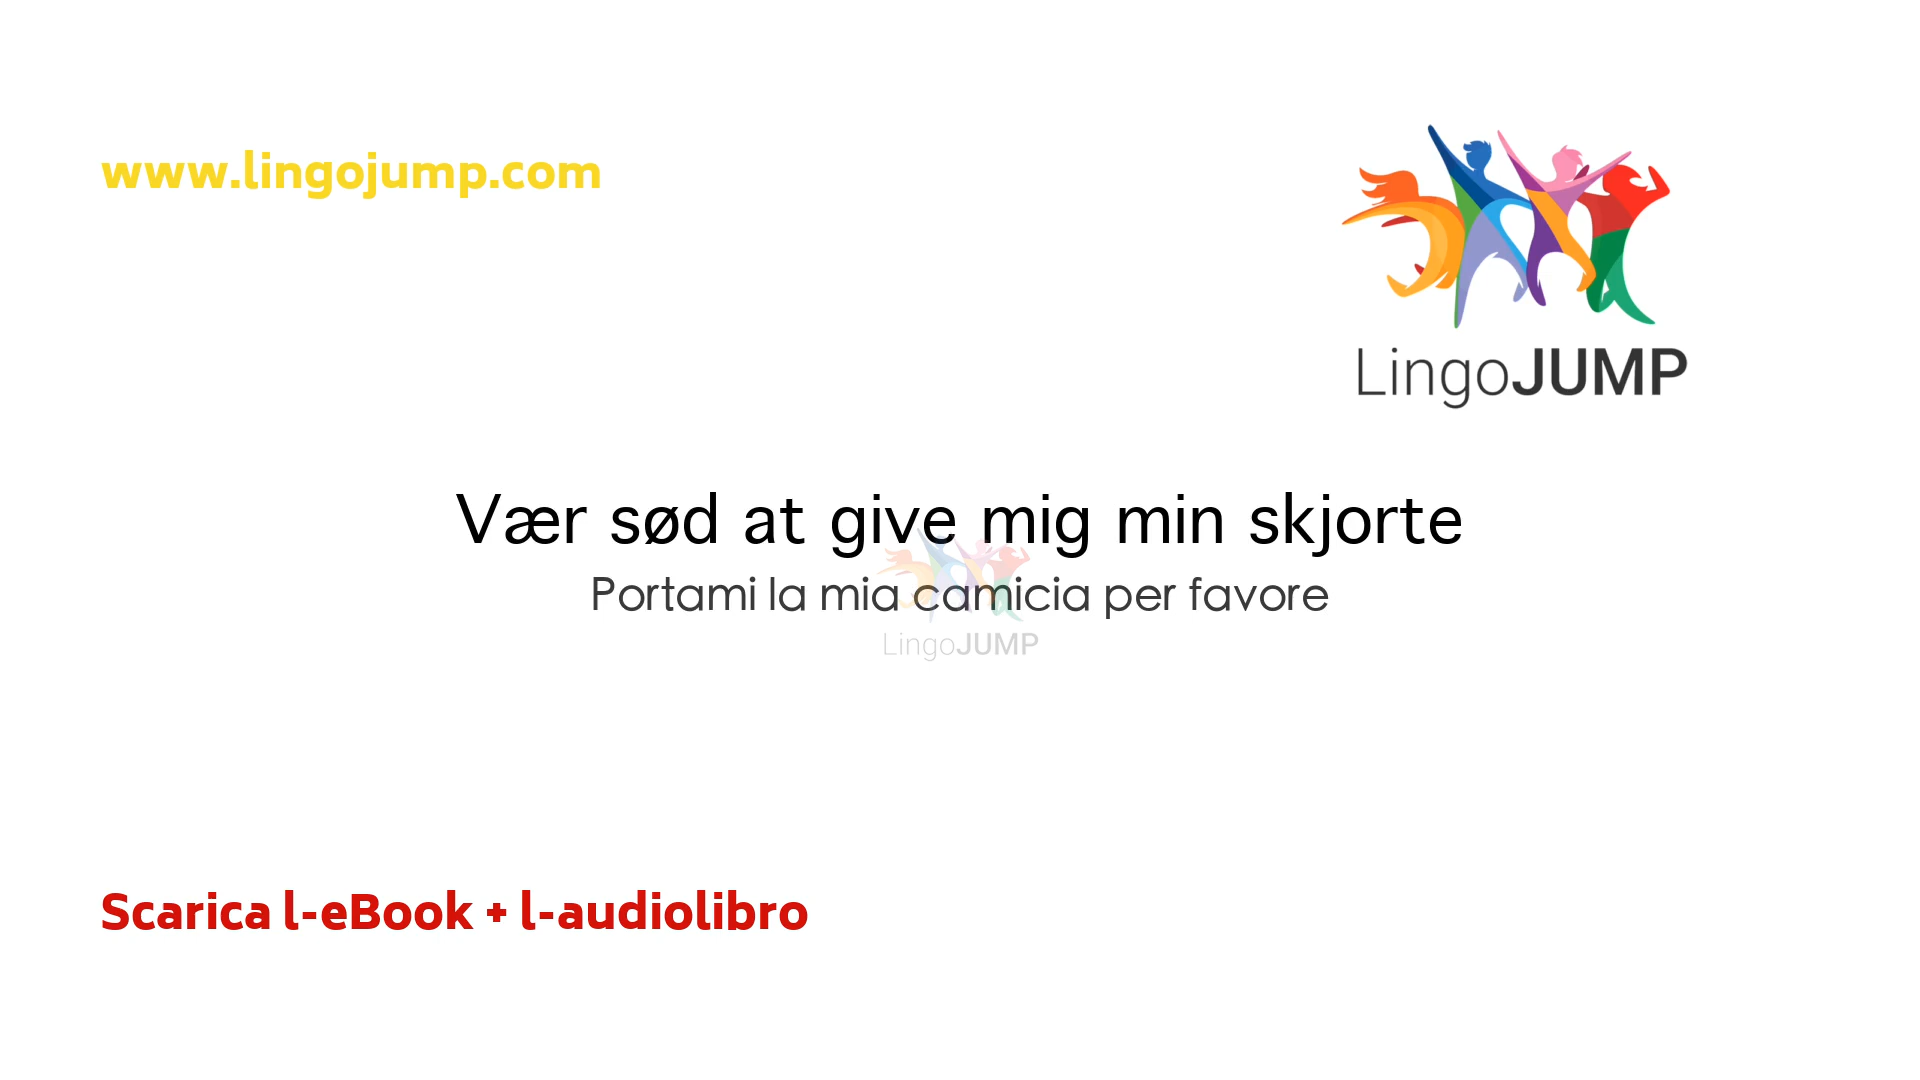 www.lingojump.com
LingoJUMP
Vær sød at give mig min skjorte
Portami la mia camicia per favore
LingoJUMP
Scarica l-eBook + l-audiolibro